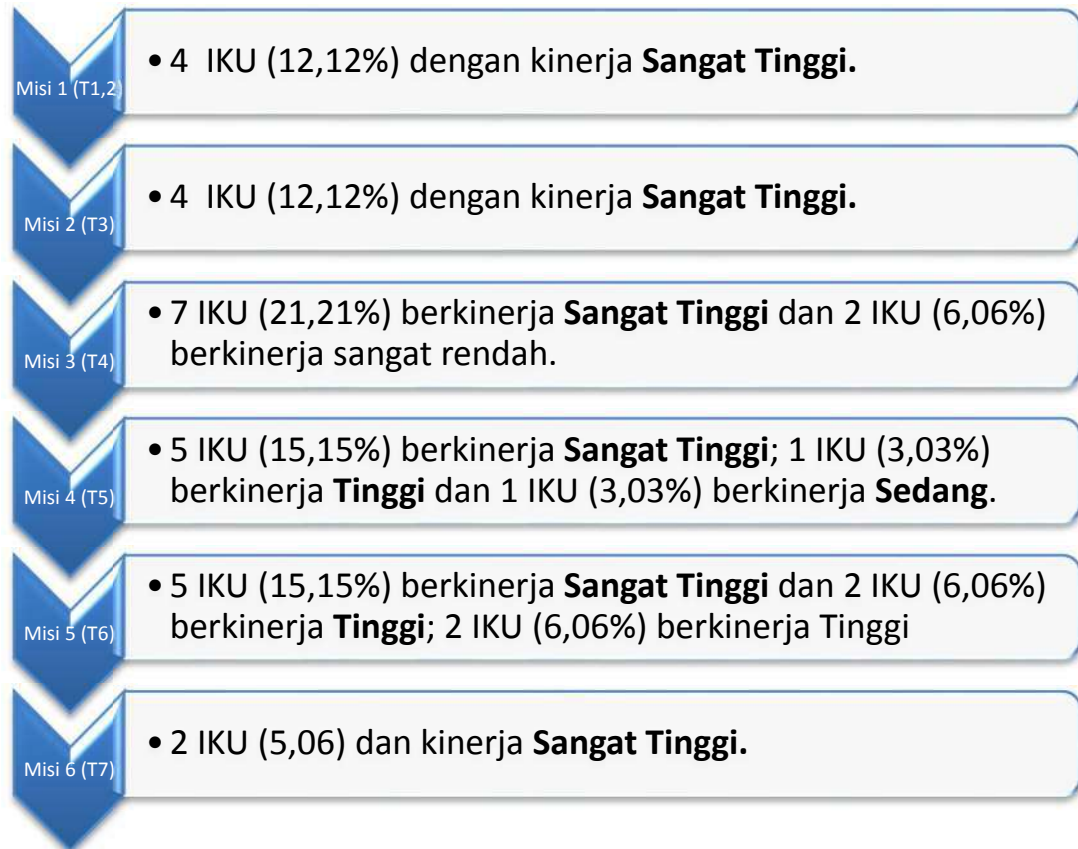 Misi 1 (T1,2)
• 4 IKU (12,12%) dengan kinerja Sangat Tinggi.
Misi 2 (T3)
• 4 IKU (12,12%) dengan kinerja Sangat Tinggi.
Misi 3 (T4)
• 7 IKU (21,21%) berkinerja Sangat Tinggi dan 2 IKU (6,06%)
berkinerja sangat rendah.
Misi 4 (T5)
• 5 IKU (15,15%) berkinerja Sangat Tinggi; 1 IKU (3,03%)
berkinerja Tinggi dan 1 IKU (3,03%) berkinerja Sedang.
Misi 5 (T6)
• 5 IKU (15,15%) berkinerja Sangat Tinggi dan 2 IKU (6,06%)
berkinerja Tinggi; 2 IKU (6,06%) berkinerja Tinggi
Misi 6 (T7)
• 2 IKU (5,06) dan kinerja Sangat Tinggi.